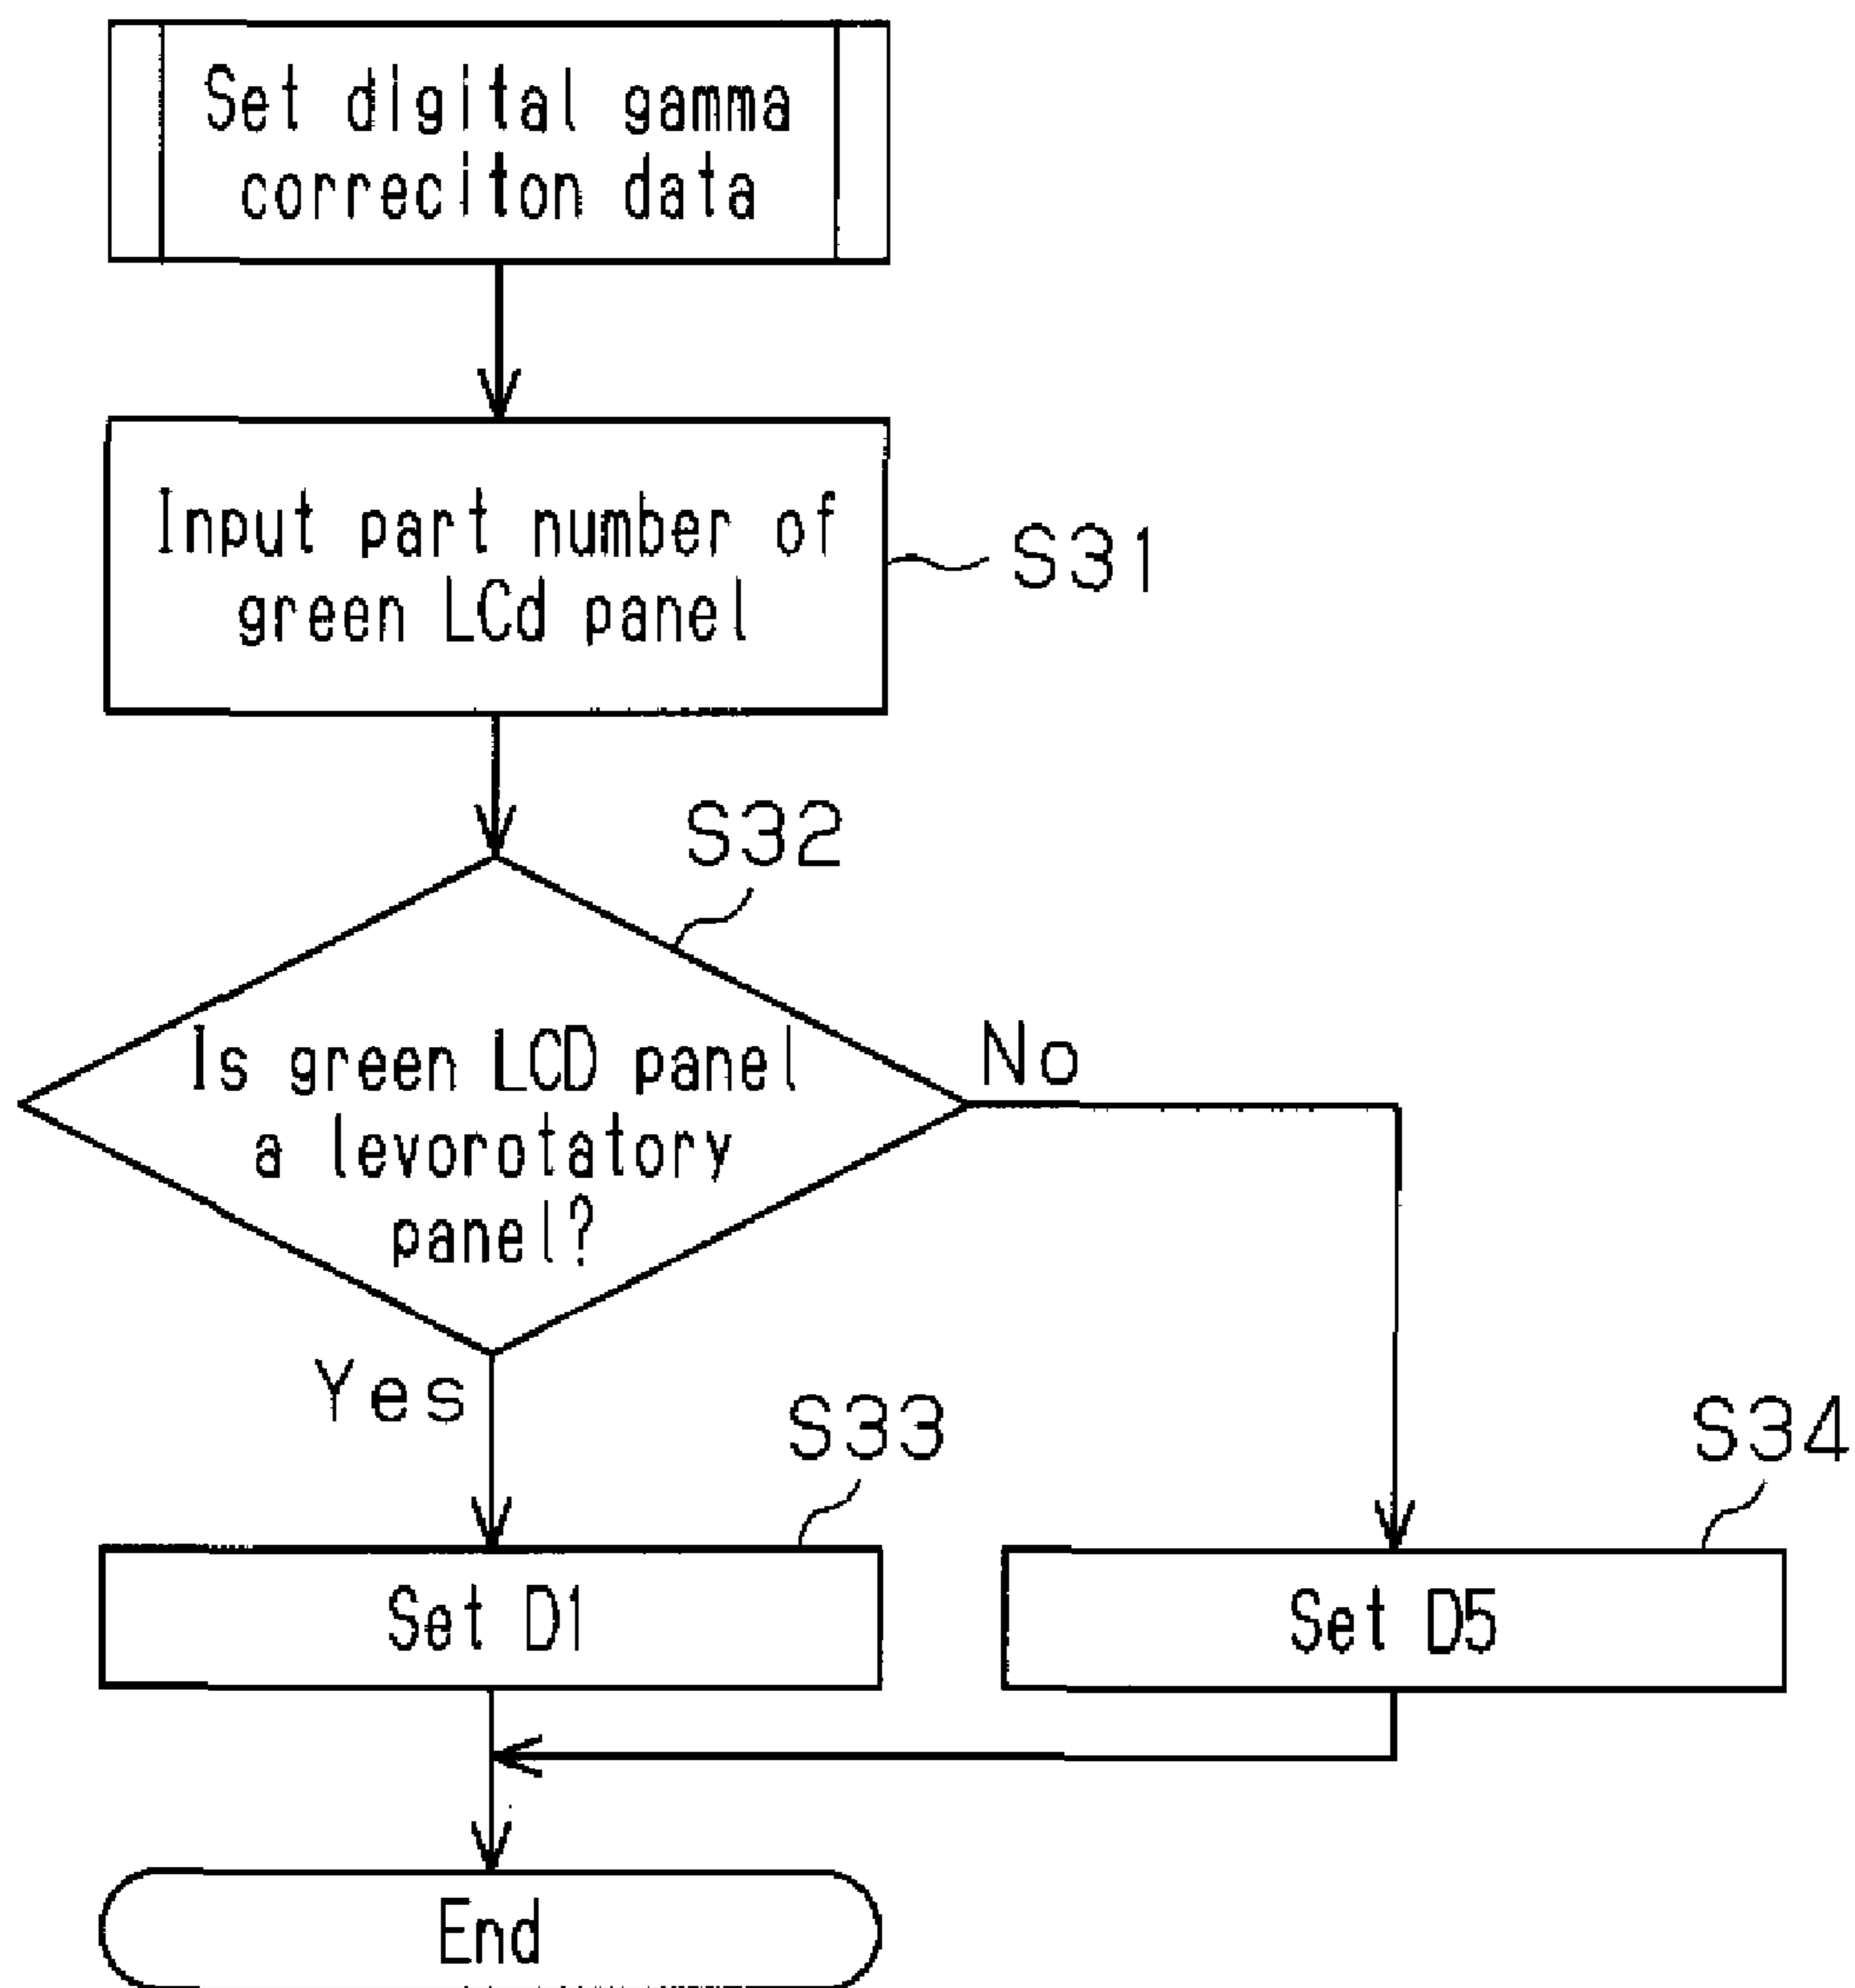 Set digital gamma
correciton data
Input part number of
green LCd panel
S31
S32
Is green LCD panel
a levorotatory
panel?
No
Yes
S33
Set D1
S34
Set D5
End